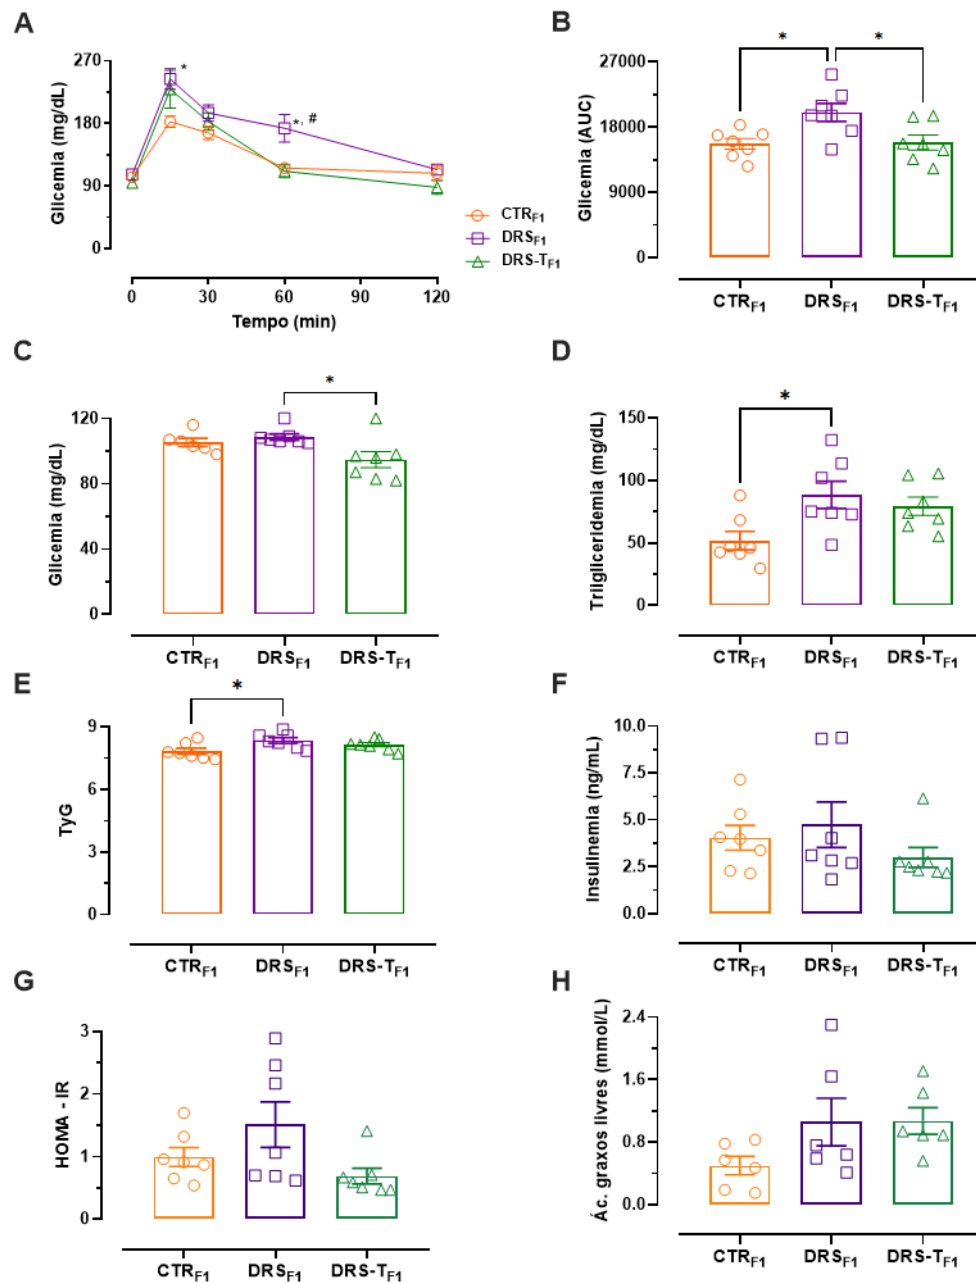 A
Glicemia (mg/dL)
270
180
90
0
*
*, #
0
30
60
90
120
Tempo (min)
CTRF1
DRSF1
DRS-TF1
B
Glicemia (AUC)
27000
18000
9000
0
*
*
CTRF1
DRSF1
DRS-TF1
C
Glicemia (mg/dL)
120
80
40
0
*
CTRF1
DRSF1
DRS-TF1
D
Trilgliceridemia (mg/dL)
150
100
50
0
*
CTRF1
DRSF1
DRS-TF1
E
TyG
9
6
3
0
*
CTRF1
DRSF1
DRS-TF1
F
Insulinemia (ng/mL)
10.0
7.5
5.0
2.5
0.0
CTRF1
DRSF1
DRS-TF1
G
HOMA - IR
3
2
1
0
CTRF1
DRSF1
DRS-TF1
H
Ác. graxos livres (mmol/L)
2.4
1.6
0.8
0.0
CTRF1
DRSF1
DRS-TF1